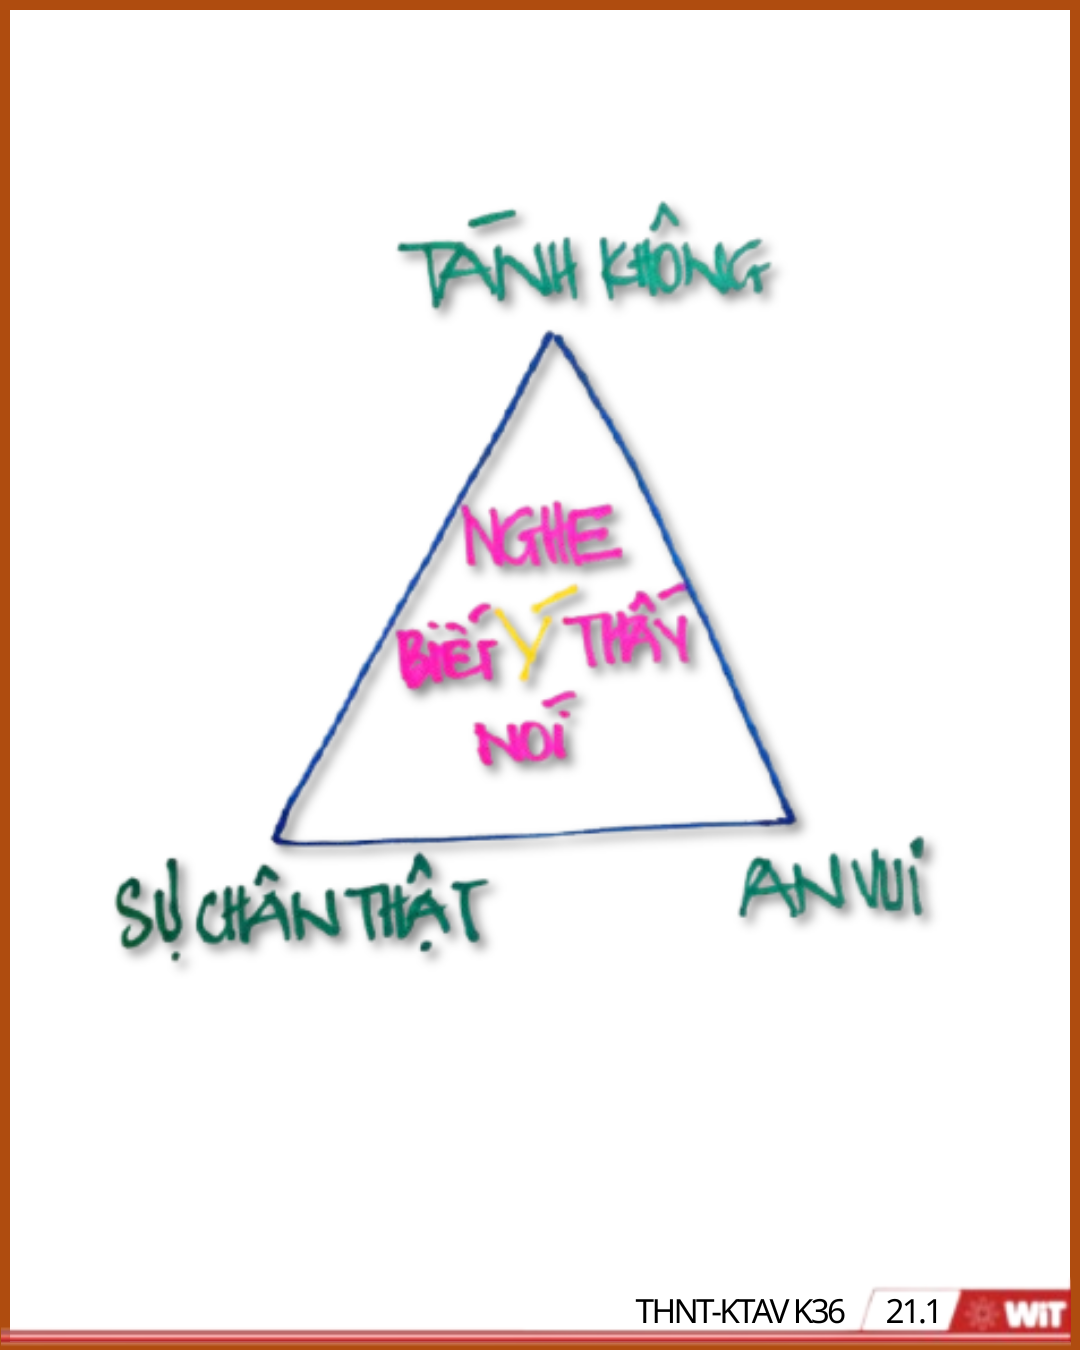 TÁNH KHÔNG
NGHE
BIẾT Ý THẤY
NÓI
SỰ CHÂN THẬT
AN VUI
THNT-KTAV K36 21.1 WiT